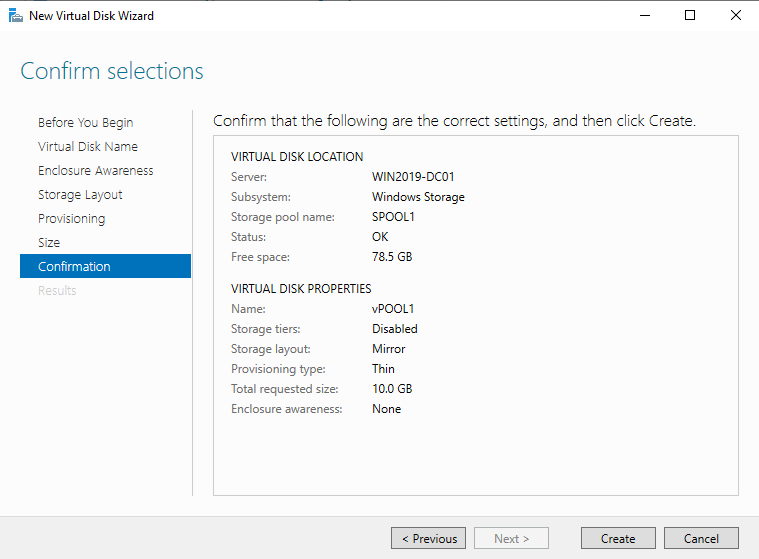 New Virtual Disk Wizard
Confirm selections
Before You Begin
Virtual Disk Name
Enclosure Awareness
Storage Layout
Provisioning
Size
Confirmation
Results
Confirm that the following are the correct settings, and then click Create.
VIRTUAL DISK LOCATION
Server: WIN2019-DC01
Subsystem: Windows Storage
Storage pool name: SPOOL1
Status: OK
Free space: 78.5 GB
VIRTUAL DISK PROPERTIES
Name: vPOOL1
Storage tiers: Disabled
Storage layout: Mirror
Provisioning type: Thin
Total requested size: 10.0 GB
Enclosure awareness: None
< Previous Next > Create Cancel